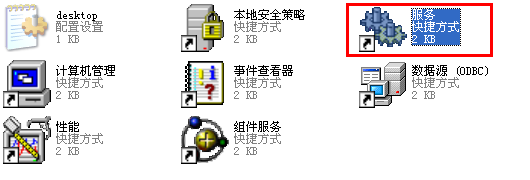 desktop
配置设置
1 KB
本地安全策略
快捷方式
2 KB
服务
快捷方式
2 KB
计算机管理
快捷方式
2 KB
事件查看器
快捷方式
2 KB
数据源 (ODBC)
快捷方式
2 KB
性能
快捷方式
2 KB
组件服务
快捷方式
2 KB